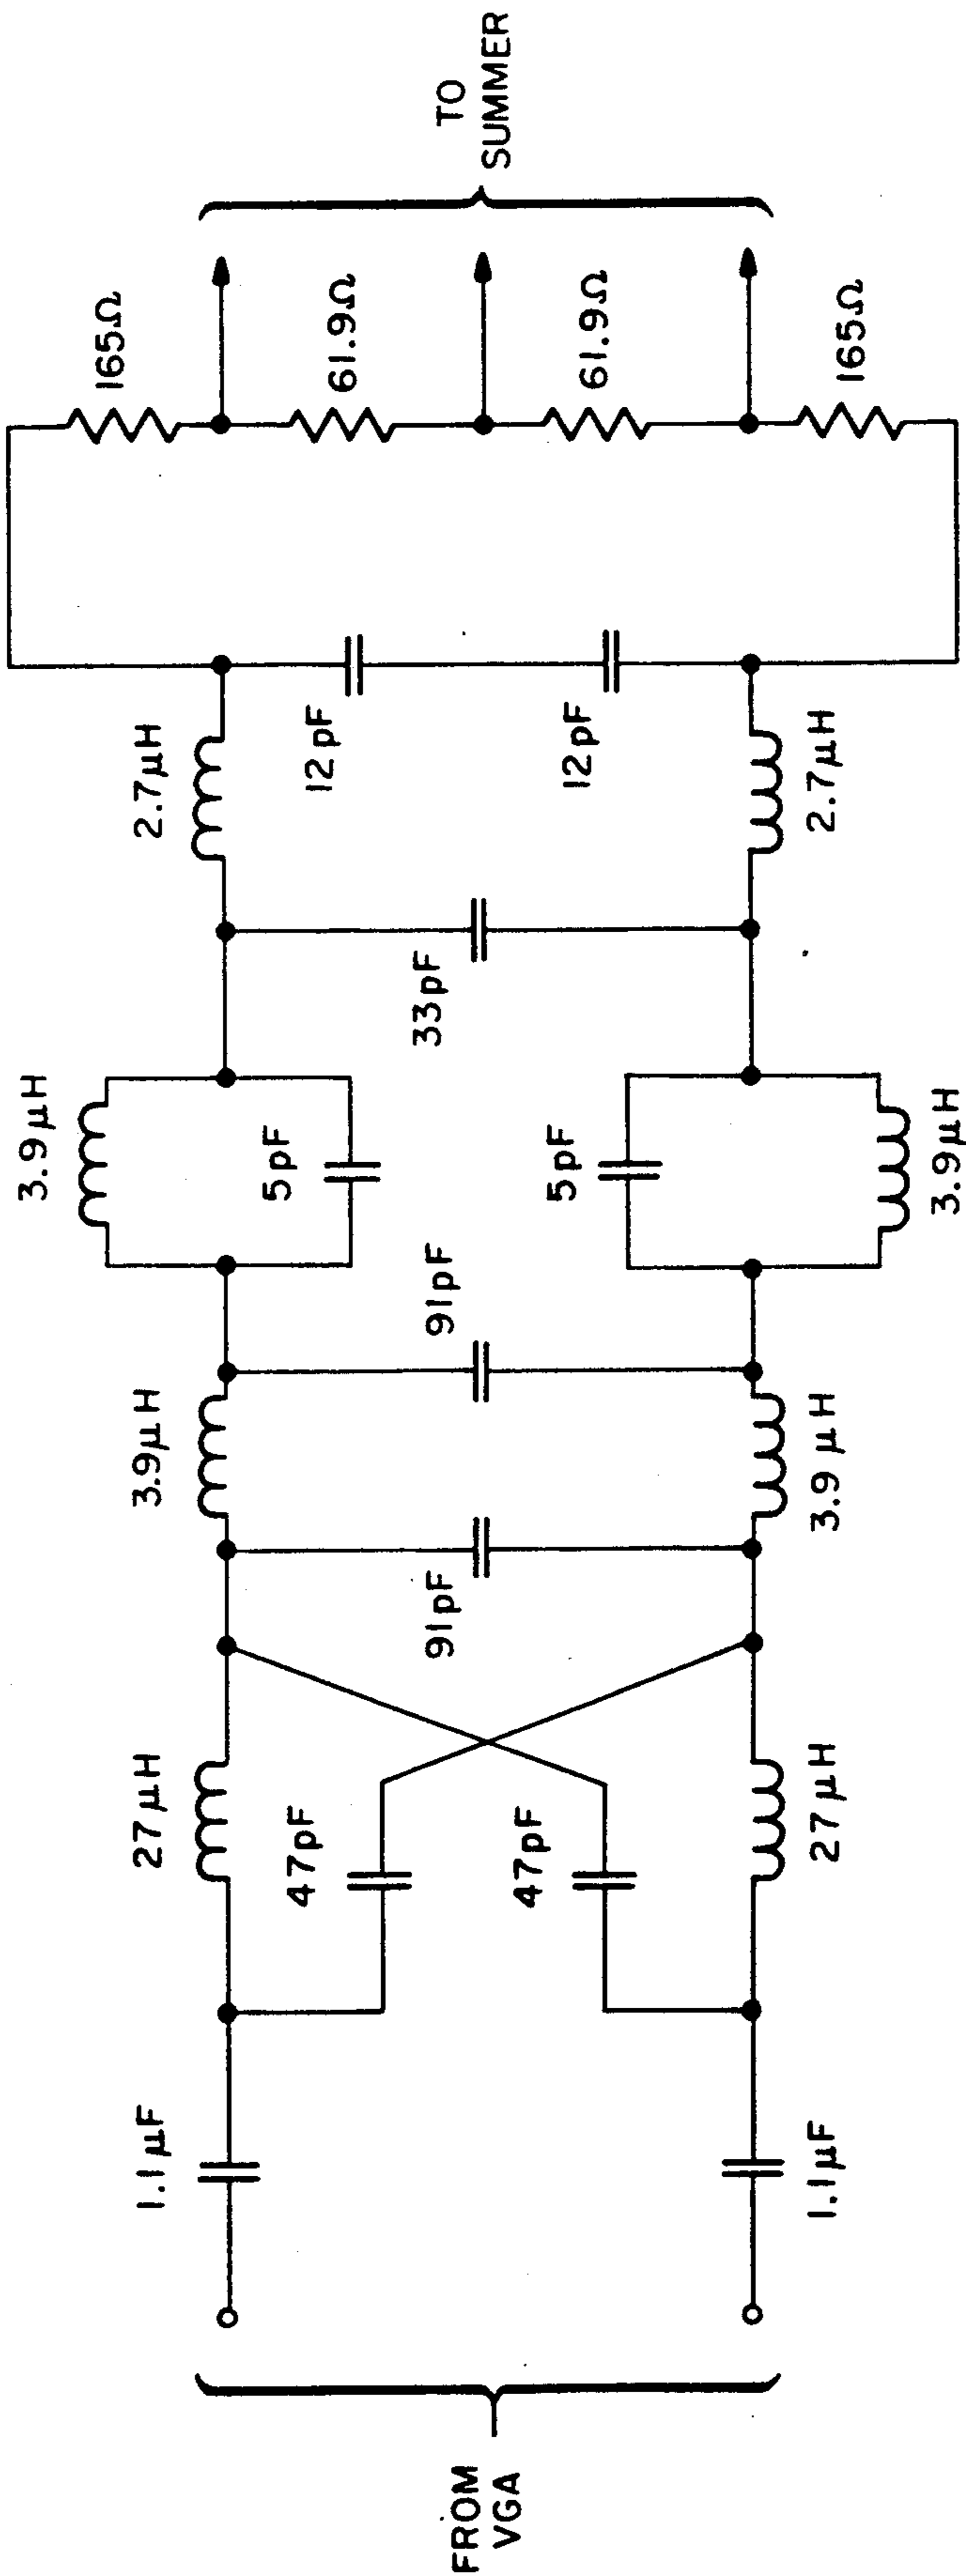 FROM
VGA
1.1µF
1.1µF
27µH
47pF
47pF
27µH
91pF
3.9µH
3.9µH
91pF
3.9µH
5pF
5pF
3.9µH
33pF
2.7µH
12pF
12pF
2.7µH
165Ω
61.9Ω
61.9Ω
165Ω
TO
SUMMER